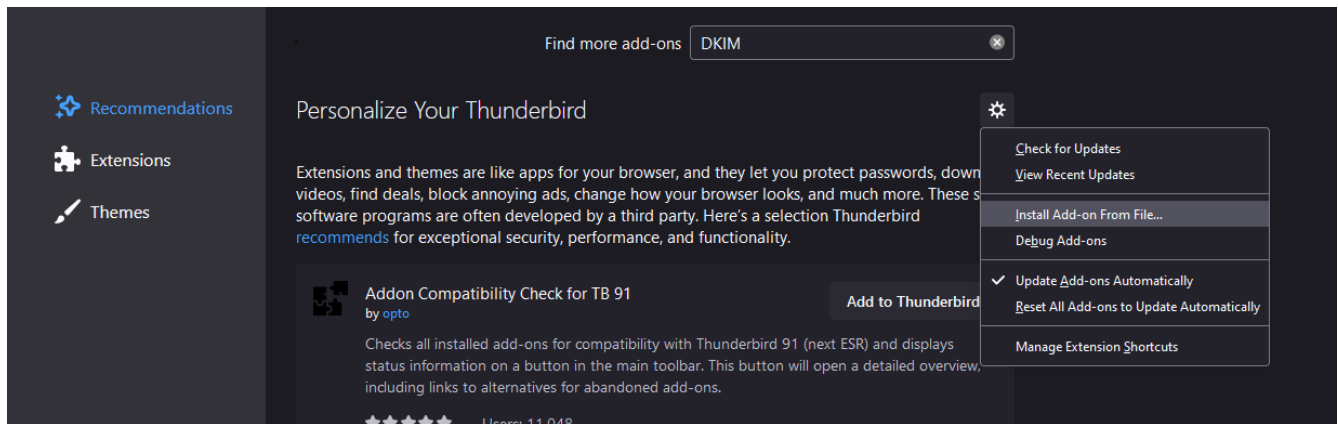 Find more add-ons DKIM
Recommendations
Extensions
Themes
Personalize Your Thunderbird
Extensions and themes are like apps for your browser, and they let you protect passwords, down
videos, find deals, block annoying ads, change how your browser looks, and much more. These s
software programs are often developed by a third party. Here's a selection Thunderbird
recommends for exceptional security, performance, and functionality.
Addon Compatibility Check for TB 91
by opto
Add to Thunderbird
Checks all installed add-ons for compatibility with Thunderbird 91 (next ESR) and displays
status information on a button in the main toolbar. This button will open a detailed overview,
including links to alternatives for abandoned add-ons.
Users: 11,048
Check for Updates
View Recent Updates
Install Add-on From File...
Debug Add-ons
Update Add-ons Automatically
Reset All Add-ons to Update Automatically
Manage Extension Shortcuts